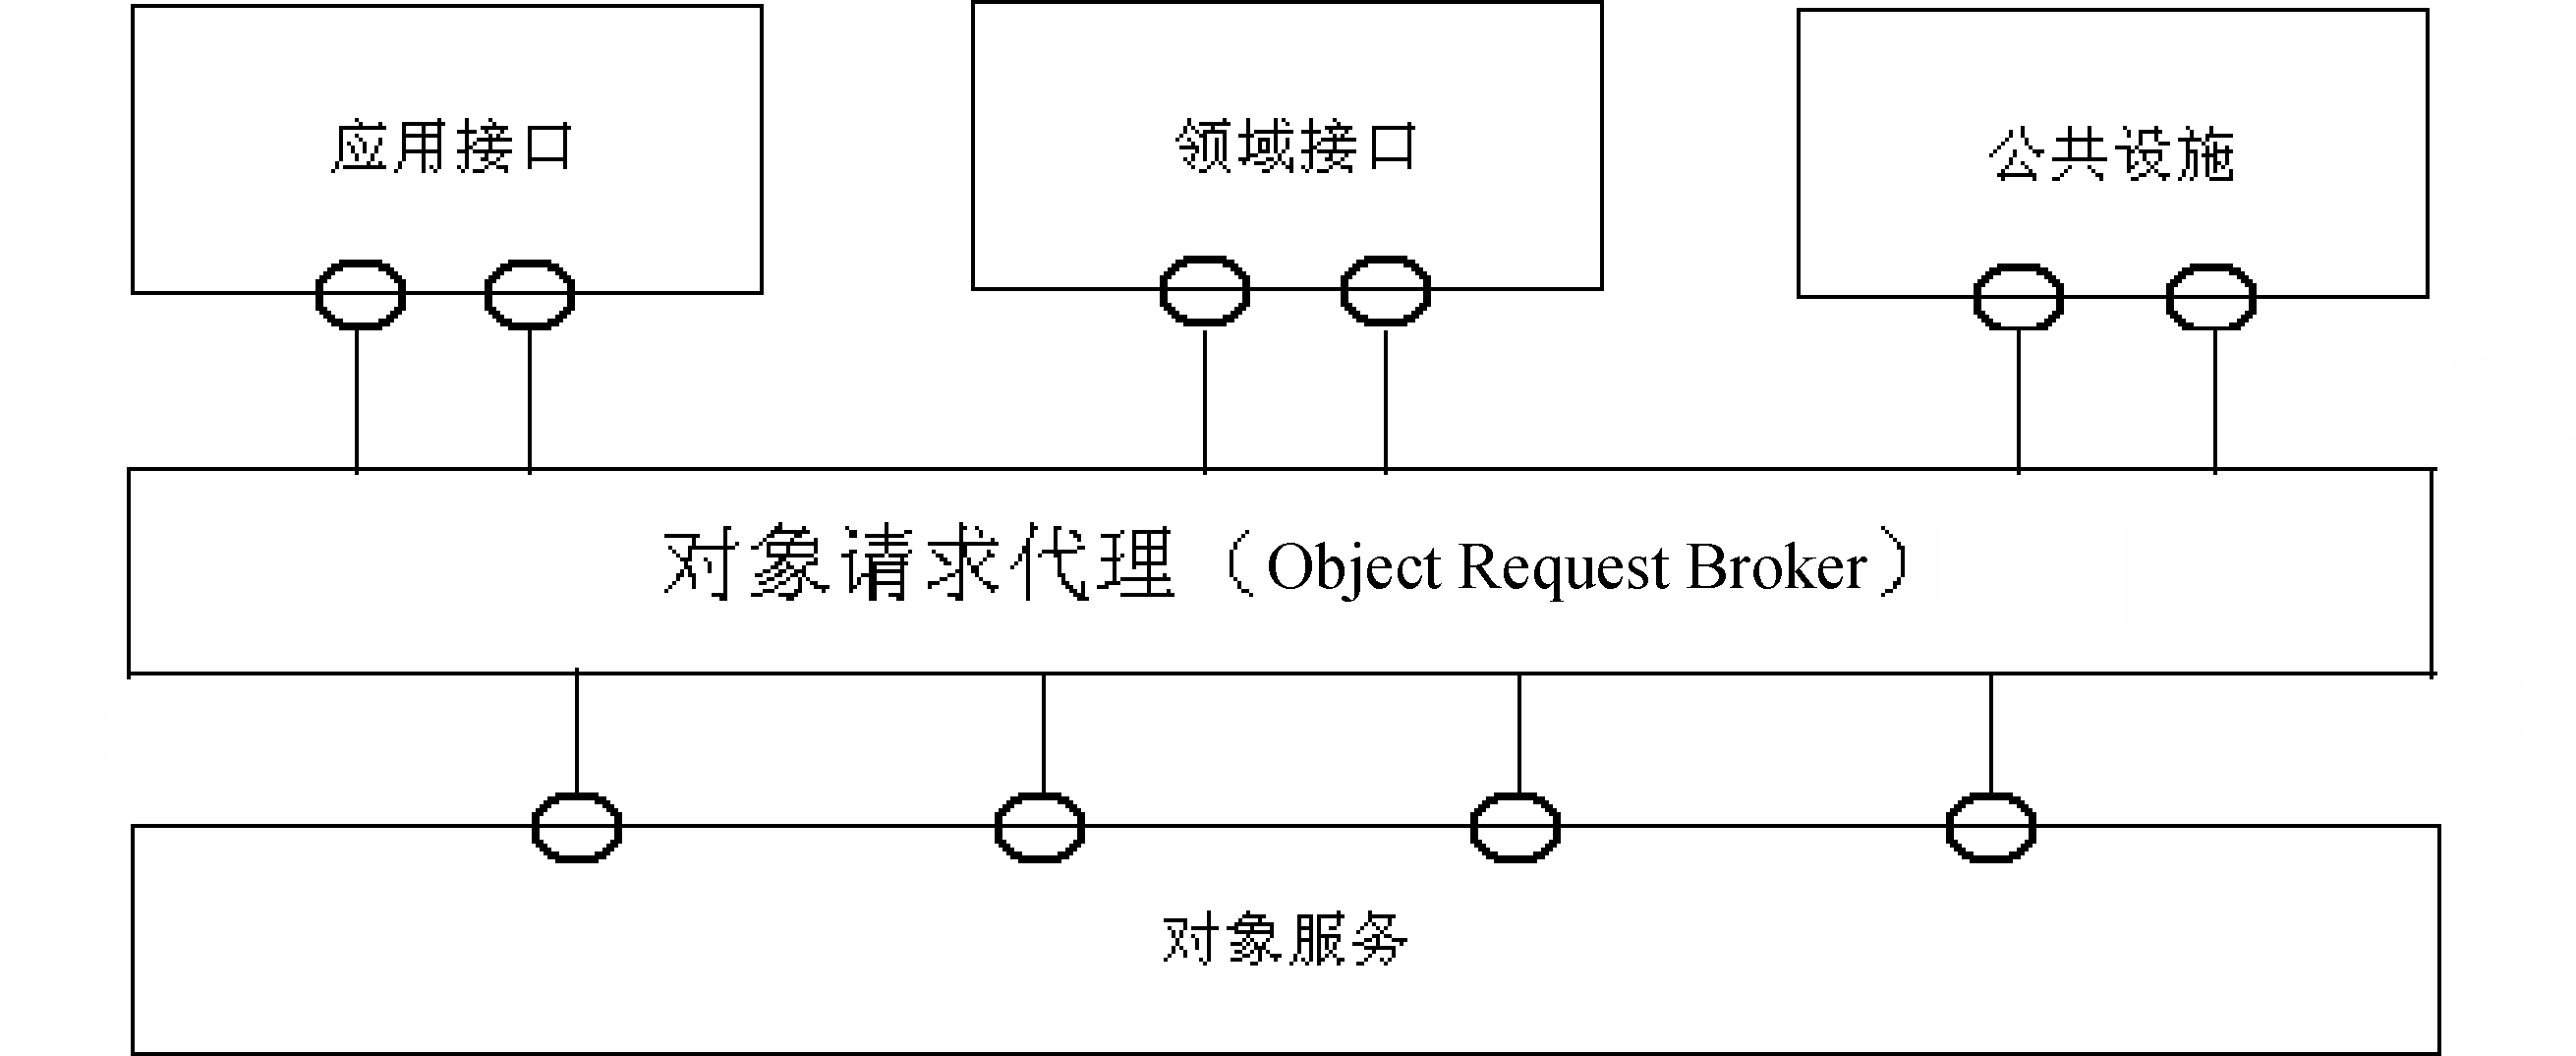 应用接口
领域接口
公共设施
对象请求代理（Object Request Broker）
对象服务